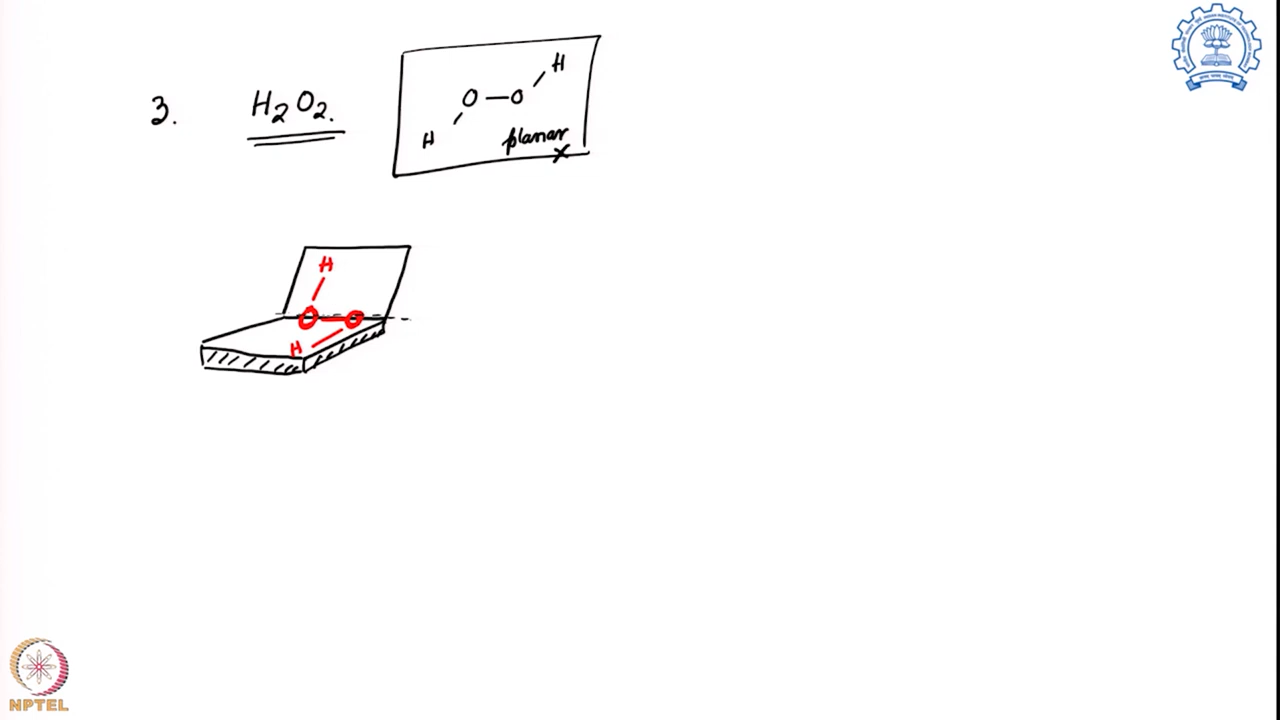 3. H2O2.
H
O — O
H
planar
×
H
O O
H
NPTEL